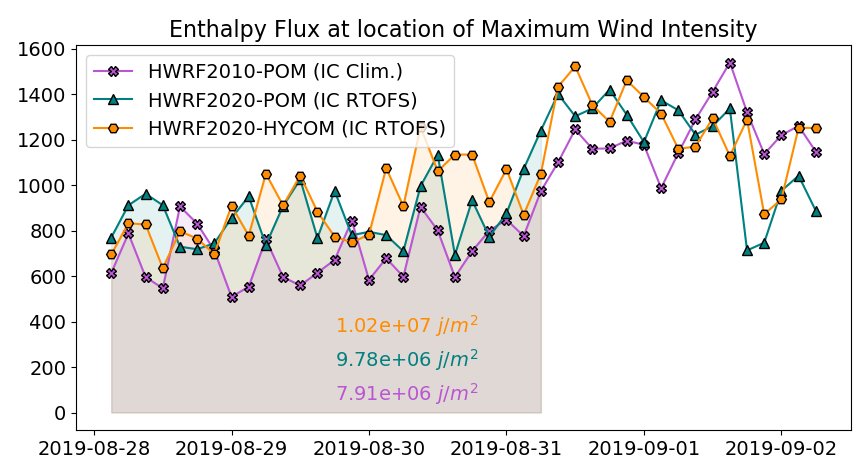 Enthalpy Flux at location of Maximum Wind Intensity
HWRF2010-POM (IC Clim.)
HWRF2020-POM (IC RTOFS)
HWRF2020-HYCOM (IC RTOFS)
1600
1400
1200
1000
800
600
400
200
0
1.02e+07 j/m²
9.78e+06 j/m²
7.91e+06 j/m²
2019-08-28 2019-08-29 2019-08-30 2019-08-31 2019-09-01 2019-09-02